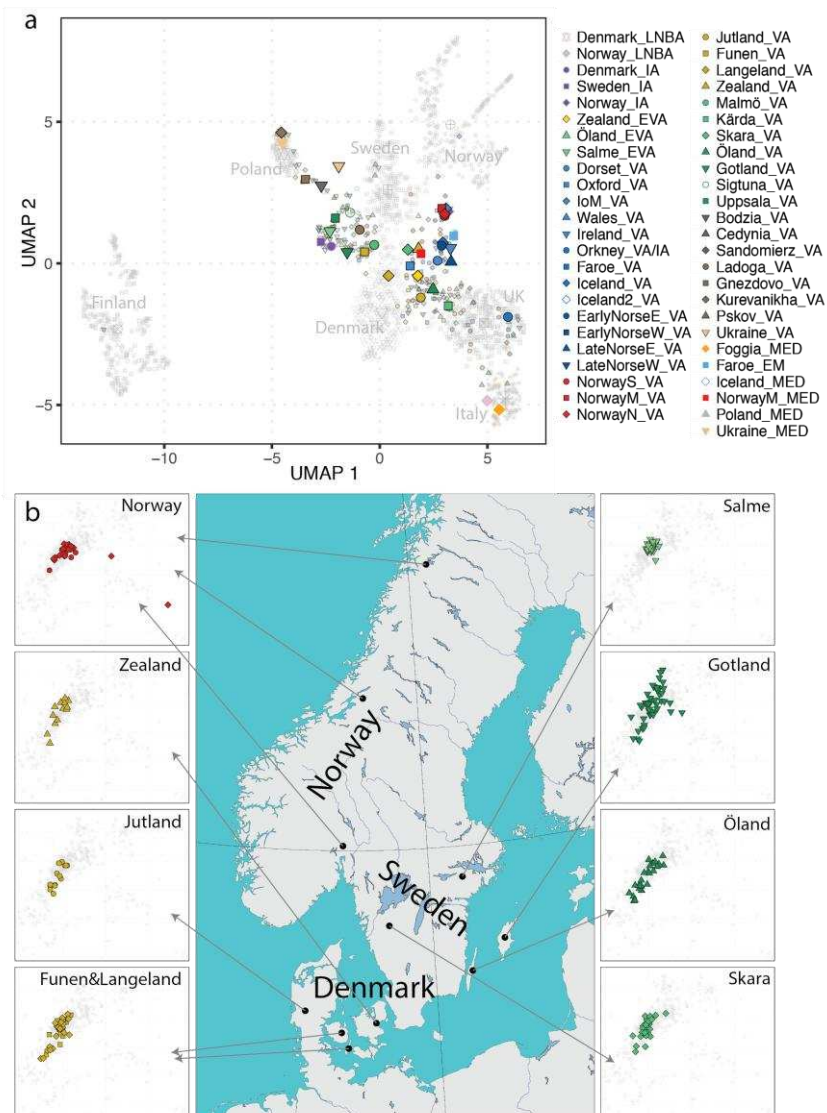 a
5
0
−5
UMAP 2
−10
−5
0
5
UMAP 1
Poland
Sweden
Norway
Finland
Denmark
UK
Italy
Denmark_LNBA
Norway_LNBA
Denmark_IA
Sweden_IA
Norway_IA
Zealand_EVA
Öland_EVA
Salme_EVA
Dorset_VA
Oxford_VA
IoM_VA
Wales_VA
Ireland_VA
Orkney_VA/IA
Faroe_VA
Iceland_VA
Iceland2_VA
EarlyNorseE_VA
EarlyNorseW_VA
LateNorseE_VA
LateNorseW_VA
NorwayS_VA
NorwayM_VA
NorwayN_VA
Jutland_VA
Funen_VA
Langeland_VA
Zealand_VA
Malmö_VA
Kärda_VA
Skara_VA
Öland_VA
Gotland_VA
Sigtuna_VA
Uppsala_VA
Bodzia_VA
Cedynia_VA
Sandomierz_VA
Ladoga_VA
Gnezdovo_VA
Kurevanikha_VA
Pskov_VA
Ukraine_VA
Foggia_MED
Faroe_EM
Iceland_MED
NorwayM_MED
Poland_MED
Ukraine_MED
b
Norway
Zealand
Jutland
Funen&Langeland
Norway
Sweden
Denmark
Salme
Gotland
Öland
Skara